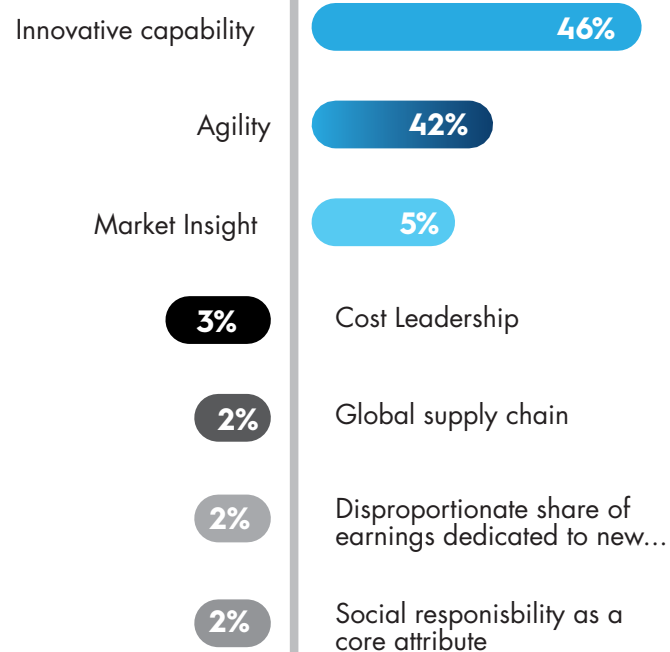 Innovative capability 46%
Agility 42%
Market Insight 5%
3% Cost Leadership
2% Global supply chain
2% Disproportionate share of
earnings dedicated to new...
2% Social responisbility as a
core attribute